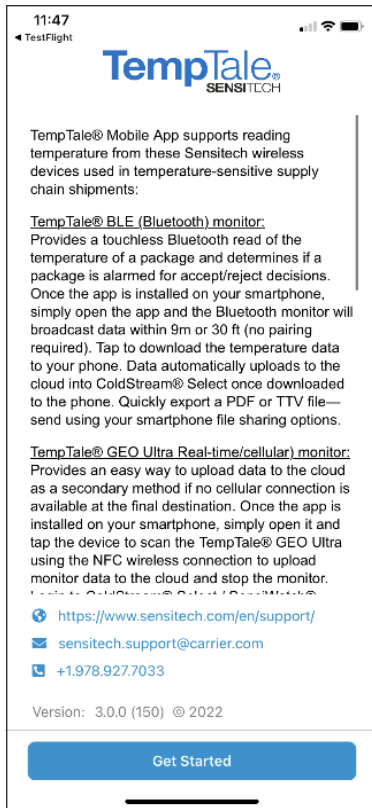 11:47
◀ TestFlight
TempTale®
SENSITECH
TempTale® Mobile App supports reading
temperature from these Sensitech wireless
devices used in temperature-sensitive supply
chain shipments:
TempTale® BLE (Bluetooth) monitor:
Provides a touchless Bluetooth read of the
temperature of a package and determines if a
package is alarmed for accept/reject decisions.
Once the app is installed on your smartphone,
simply open the app and the Bluetooth monitor will
broadcast data within 9m or 30 ft (no pairing
required). Tap to download the temperature data
to your phone. Data automatically uploads to the
cloud into ColdStream® Select once downloaded
to the phone. Quickly export a PDF or TTV file—
send using your smartphone file sharing options.
TempTale® GEO Ultra Real-time/cellular) monitor:
Provides an easy way to upload data to the cloud
as a secondary method if no cellular connection is
available at the final destination. Once the app is
installed on your smartphone, simply open it and
tap the device to scan the TempTale® GEO Ultra
using the NFC wireless connection to upload
monitor data to the cloud and stop the monitor.
Login to ColdStream® Select / SensiWatch®
https://www.sensitech.com/en/support/
sensitech.support@carrier.com
+1.978.927.7033
Version: 3.0.0 (150) © 2022
Get Started